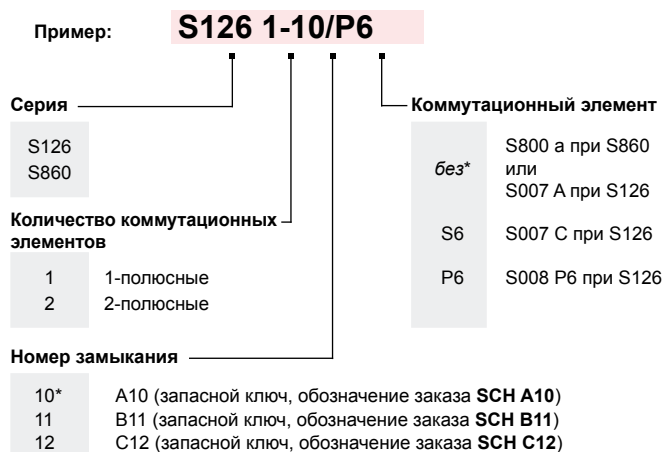 Пример: S126 1-10/P6
Серия
S126
S860
Количество коммутационных
элементов
1 1-полюсные
2 2-полюсные
Коммутационный элемент
без* S800 a при S860
или
S007 A при S126
S6 S007 C при S126
P6 S008 P6 при S126
Номер замыкания
10* A10 (запасной ключ, обозначение заказа SCH A10)
11 B11 (запасной ключ, обозначение заказа SCH B11)
12 C12 (запасной ключ, обозначение заказа SCH C12)